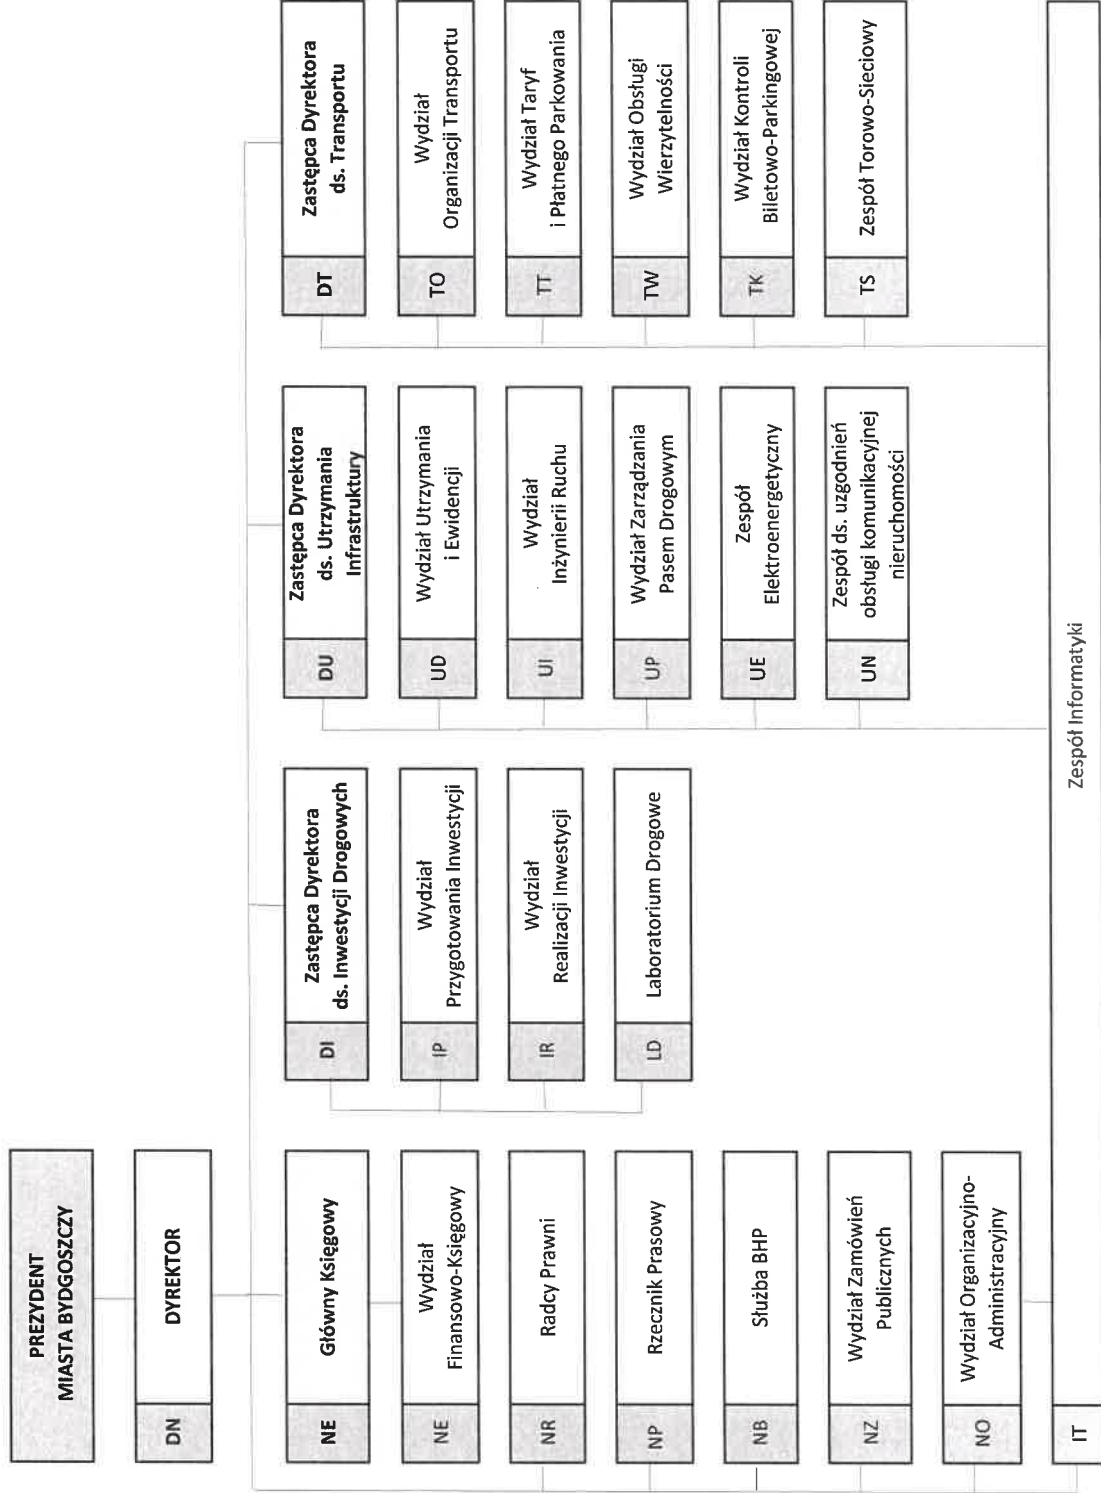 PREZYDENT
MIASTA BYDGOSZCZY
DN
DYREKTOR
NE
Główny Księgowy
NE
Wydział
Finansowo-Księgowy
NR
Radcy Prawni
NP
Rzecznik Prasowy
NB
Służba BHP
NZ
Wydział Zamówień
Publicznych
NO
Wydział Organizacyjno-
Administracyjny
DI
Zastępca Dyrektora
ds. Inwestycji Drogowych
IP
Wydział
Przygotowania Inwestycji
IR
Wydział
Realizacji Inwestycji
LD
Laboratorium Drogowe
DU
Zastępca Dyrektora
ds. Utrzymania
Infrastruktury
UD
Wydział Utrzymania
i Ewidencji
UI
Wydział
Inżynierii Ruchu
UP
Wydział Zarządzania
Pasem Drogowym
UE
Zespół
Elektroenergetyczny
UN
Zespół ds. uzgodnień
obsługi komunikacyjnej
nieruchomości
DT
Zastępca Dyrektora
ds. Transportu
TO
Wydział
Organizacji Transportu
TT
Wydział Taryf
i Płatnego Parkowania
TW
Wydział Obsługi
Wierzytelności
TK
Wydział Kontroli
Biletowo-Parkingowej
TS
Zespół Torowo-Sieciowy
IT
Zespół Informatyki